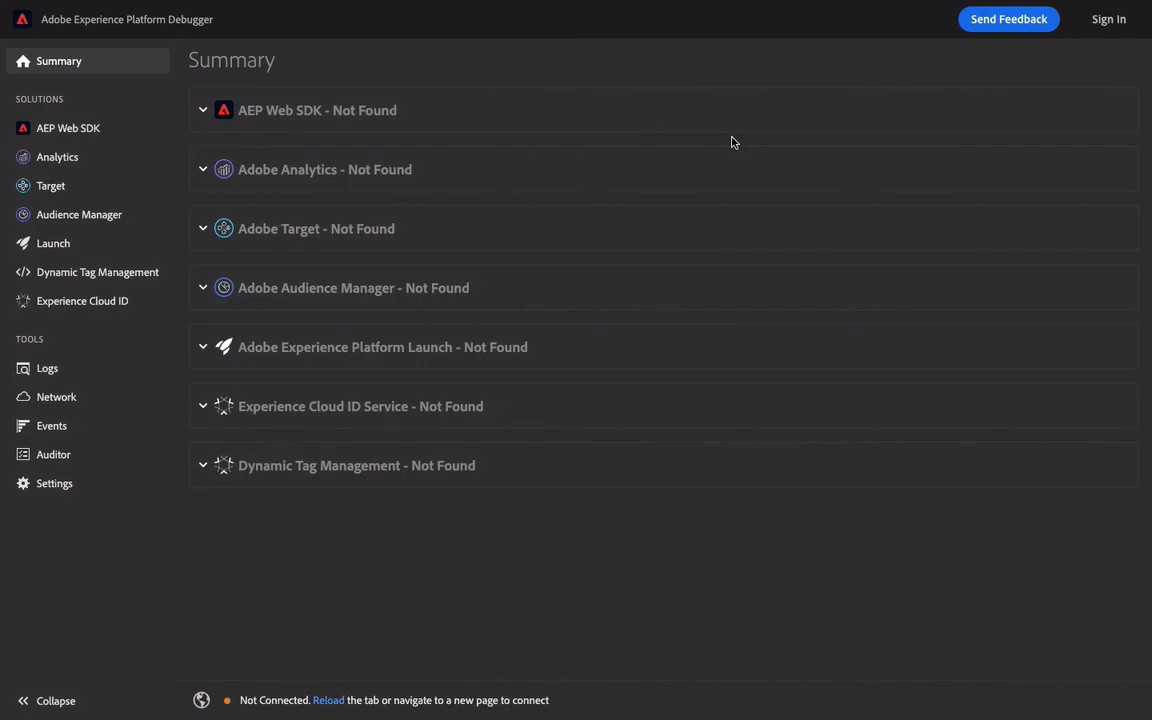 Adobe Experience Platform Debugger
Send Feedback
Sign In
Summary
SOLUTIONS
AEP Web SDK
Analytics
Target
Audience Manager
Launch
Dynamic Tag Management
Experience Cloud ID
TOOLS
Logs
Network
Events
Auditor
Settings
Collapse
Summary
AEP Web SDK - Not Found
Adobe Analytics - Not Found
Adobe Target - Not Found
Adobe Audience Manager - Not Found
Adobe Experience Platform Launch - Not Found
Experience Cloud ID Service - Not Found
Dynamic Tag Management - Not Found
Not Connected. Reload the tab or navigate to a new page to connect